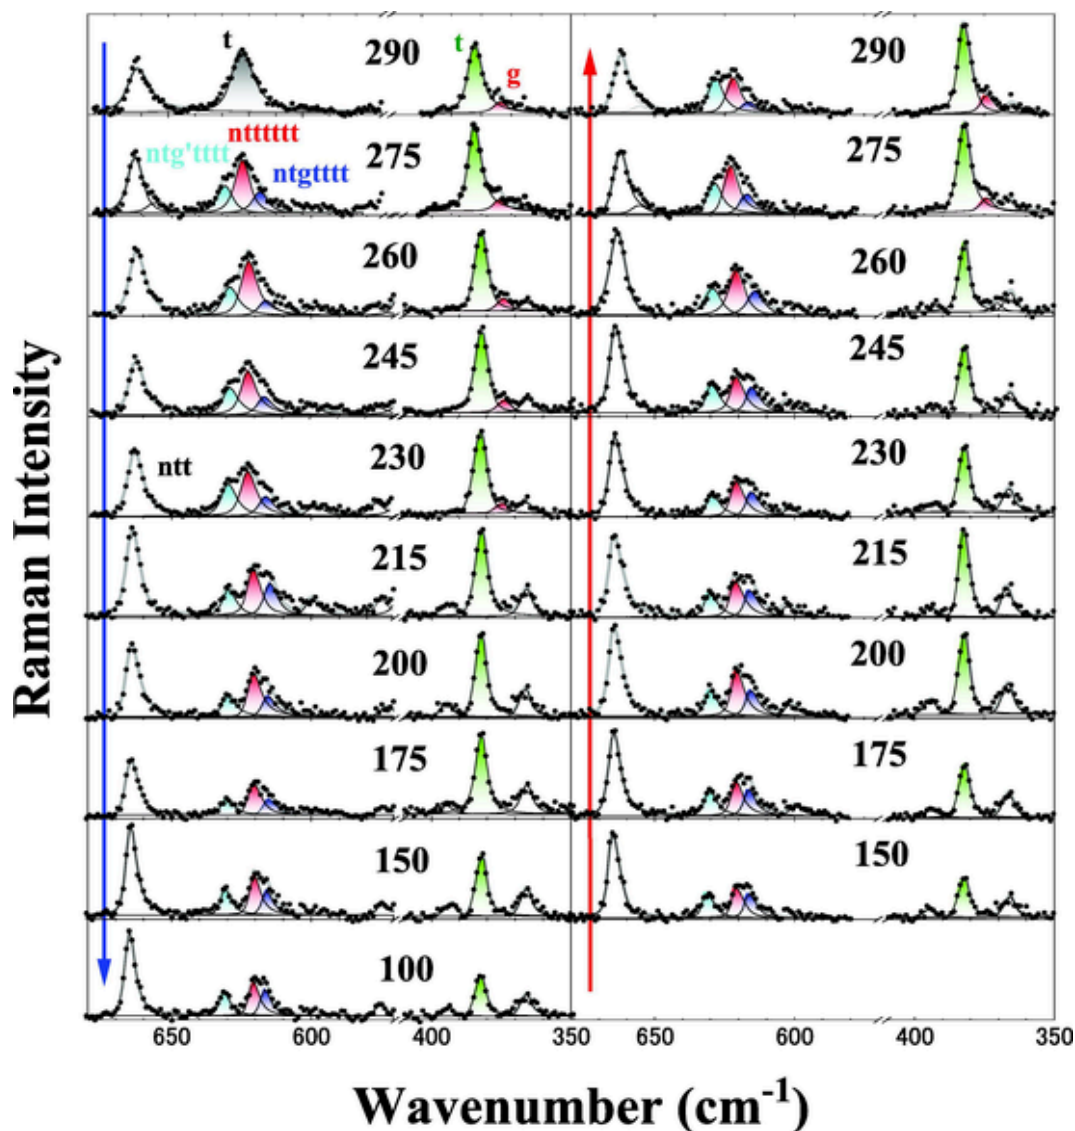 t 290 t g 290
ntg'tttt ntttttt ntgtttt 275 275
260 260
245 245
ntt 230 230
215 215
200 200
175 175
150 150
100
650 600 400 350 650 600 400 350
Raman Intensity
Wavenumber (cm-1)